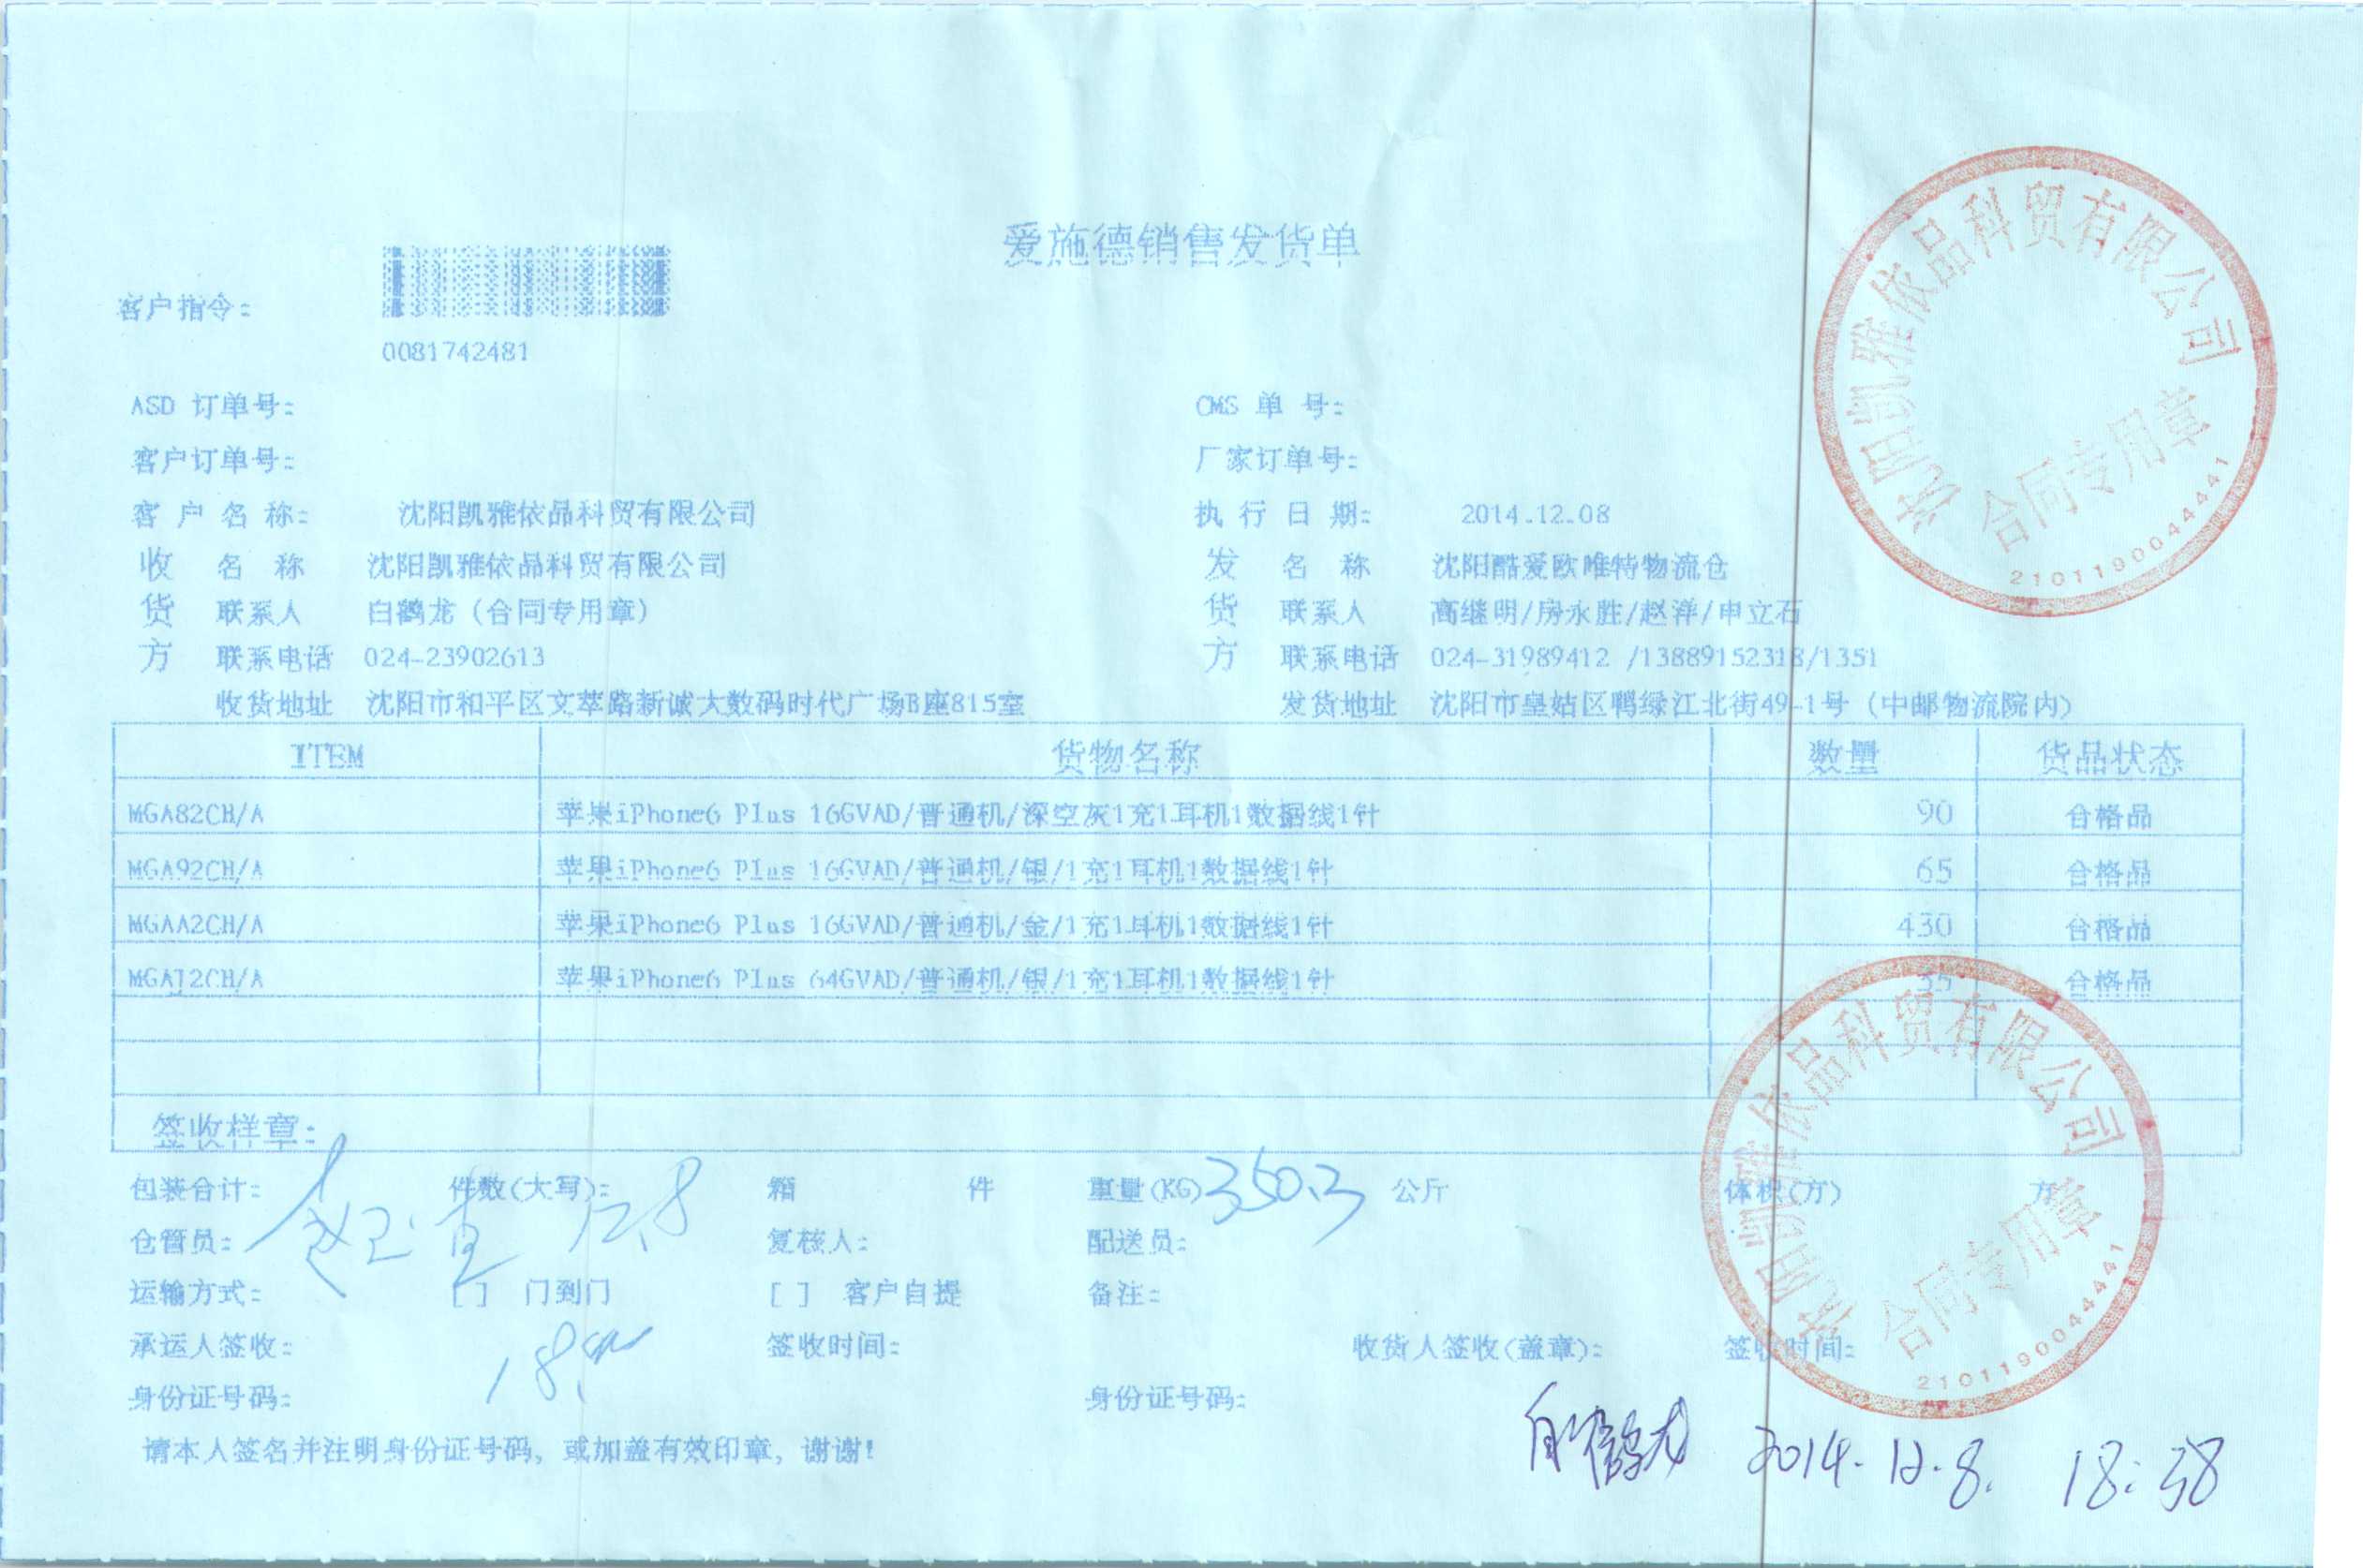 爱施德销售发货单
客户指令:
0081742481
ASD 订单号: CMS 单 号:
客户订单号: 厂家订单号:
客 户 名 称: 沈阳凯雅依品科贸有限公司 执 行 日 期: 2014.12.08
收 名 称 沈阳凯雅依品科贸有限公司 发 名 称 沈阳酷爱欧唯特物流仓
货 联系人 白鹤龙（合同专用章） 货 联系人 高继明/房永胜/赵洋/申立石
方 联系电话 024-23902613 方 联系电话 024-31989412 /13889152318/1351
收货地址 沈阳市和平区文萃路新诚大数码时代广场B座815室 发货地址 沈阳市皇姑区鸭绿江北街49-1号（中邮物流院内）
ITEM 货物名称 数量 货品状态
MGA82CH/A 苹果iPhone6 Plus 16GVAD/普通机/深空灰1充1耳机1数据线1针 90 合格品
MGA92CH/A 苹果iPhone6 Plus 16GVAD/普通机/银/1充1耳机1数据线1针 65 合格品
MGAA2CH/A 苹果iPhone6 Plus 16GVAD/普通机/金/1充1耳机1数据线1针 430 合格品
MGAJ2CH/A 苹果iPhone6 Plus 64GVAD/普通机/银/1充1耳机1数据线1针 35 合格品
签收样章:
包装合计: 件数(大写): 箱 件 重量(KG) 350.3 公斤 体积(方) 方
仓管员: 12.8 复核人: 配送员:
运输方式: [ ] 门到门 [ ] 客户自提 备注:
承运人签收: 签收时间: 收货人签收(盖章): 签收时间:
身份证号码: 身份证号码:
白鹤龙 2014.12.8. 18:58
请本人签名并注明身份证号码，或加盖有效印章，谢谢!
沈阳凯雅依品科贸有限公司
合同专用章
2101190044441
沈阳凯雅依品科贸有限公司
合同专用章
2101190044441